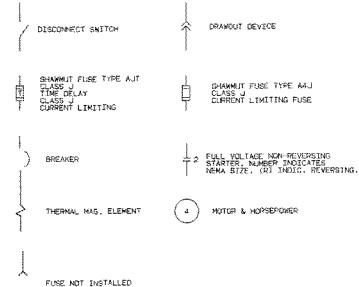 DISCONNECT SWITCH
DRAWOUT DEVICE
SHAWMUT FUSE TYPE AJT
CLASS J
TIME DELAY
CLASS J
CURRENT LIMITING
SHAWMUT FUSE TYPE A4J
CLASS J
CURRENT LIMITING FUSE
BREAKER
2 FULL VOLTAGE NON-REVERSING
STARTER. NUMBER INDICATES
NEMA SIZE. (R) INDIC. REVERSING.
THERMAL MAG. ELEMENT
4 MOTOR & HORSEPOWER
FUSE NOT INSTALLED